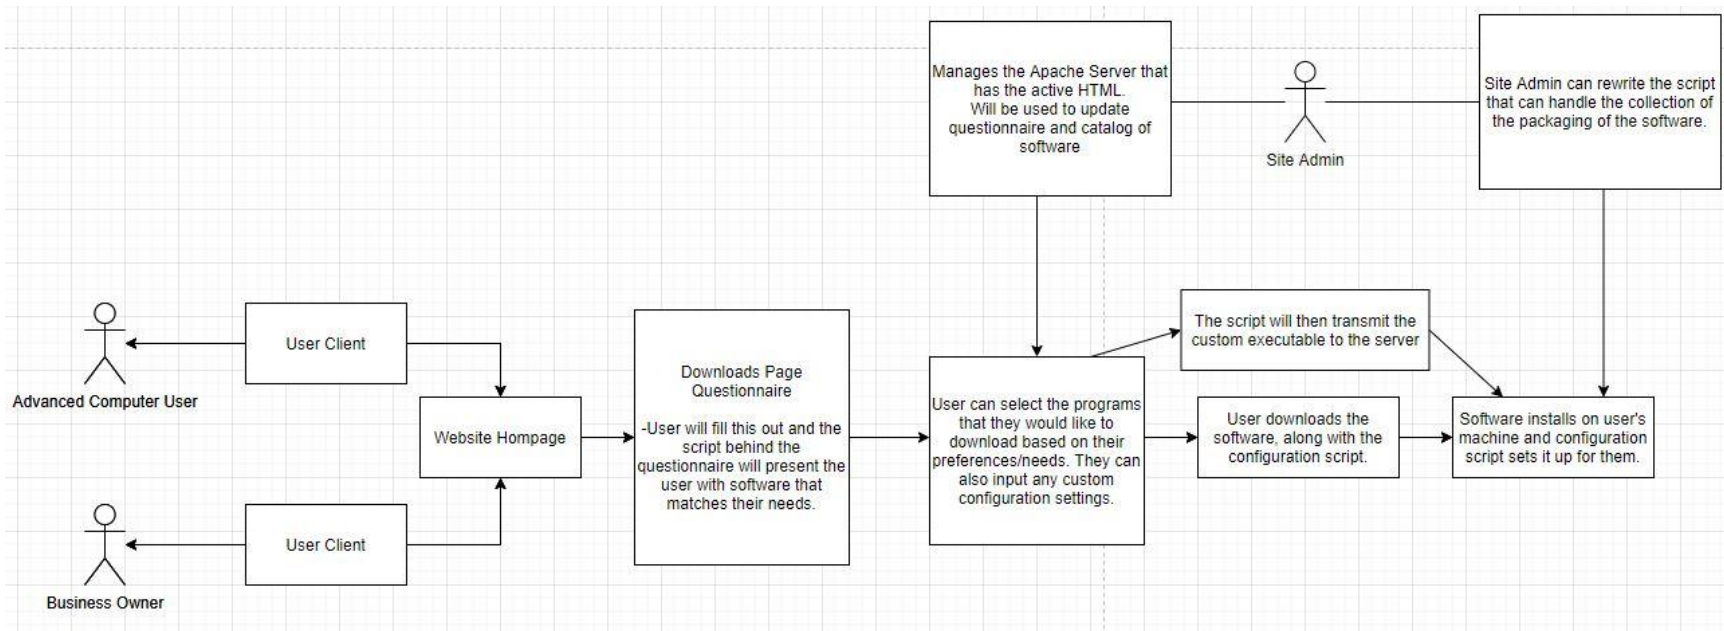 Manages the Apache Server that
has the active HTML.
Will be used to update
questionnaire and catalog of
software
Site Admin
Site Admin can rewrite the script
that can handle the collection of
the packaging of the software.
Advanced Computer User
User Client
Business Owner
User Client
Website Hompage
Downloads Page
Questionnaire
-User will fill this out and the
script behind the
questionnaire will present the
user with software that
matches their needs.
User can select the programs
that they would like to
download based on their
preferences/needs. They can
also input any custom
configuration settings.
The script will then transmit the
custom executable to the server
User downloads the
software, along with the
configuration script.
Software installs on user's
machine and configuration
script sets it up for them.